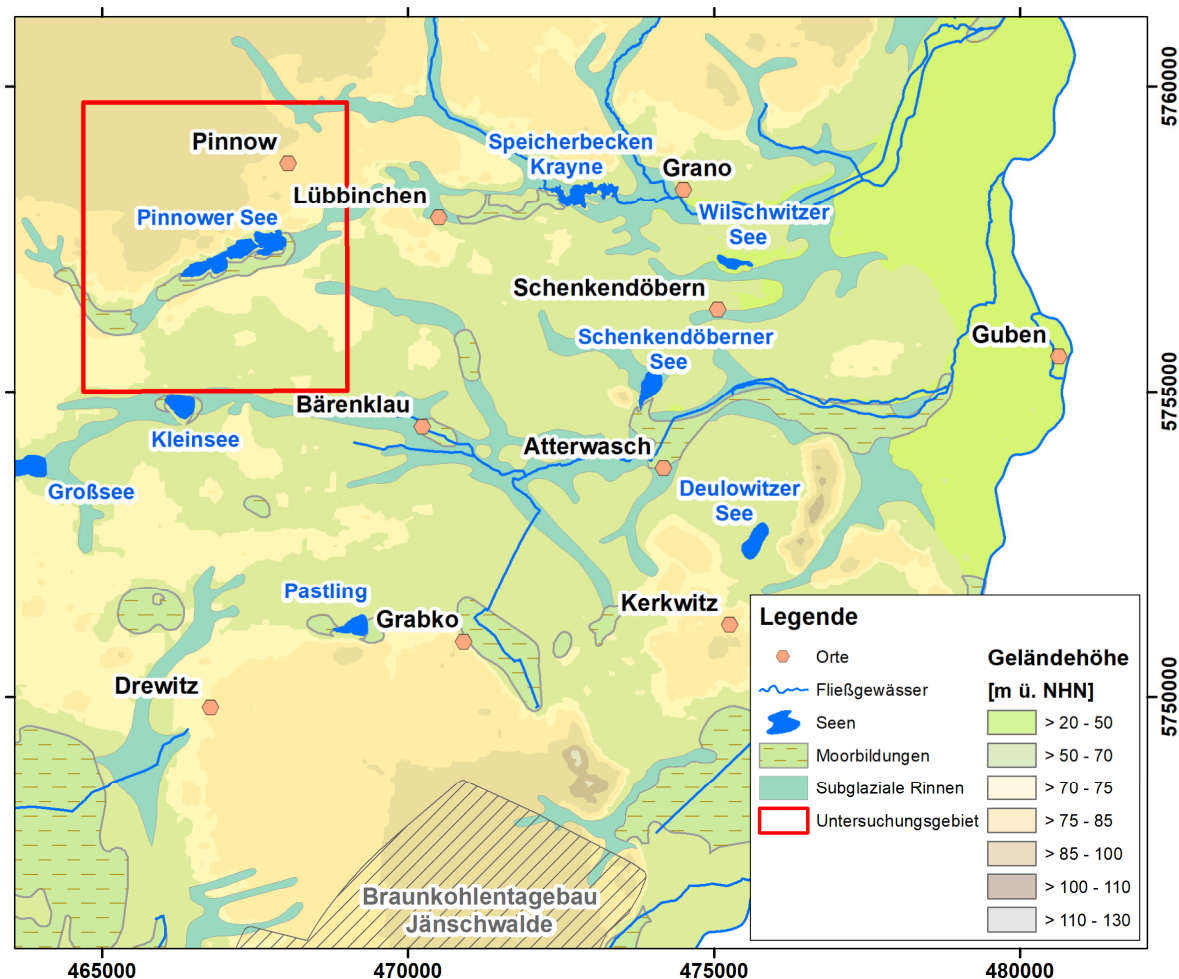 5760000
Pinnow
Speicherbecken
Krayne
Grano
Lübbinchen
Pinnower See
Wilschwitzer
See
Schenkendöbern
Schenkendöberner
See
Guben
5755000
Bärenklau
Kleinsee
Atterwasch
Großsee
Deulowitzer
See
Pastling
Grabko
Kerkwitz
Drewitz
5750000
Braunkohlentagebau
Jänschwalde
Legende
Orte
Fließgewässer
Seen
Moorbildungen
Subglaziale Rinnen
Untersuchungsgebiet
Geländehöhe
[m ü. NHN]
> 20 - 50
> 50 - 70
> 70 - 75
> 75 - 85
> 85 - 100
> 100 - 110
> 110 - 130
465000
470000
475000
480000